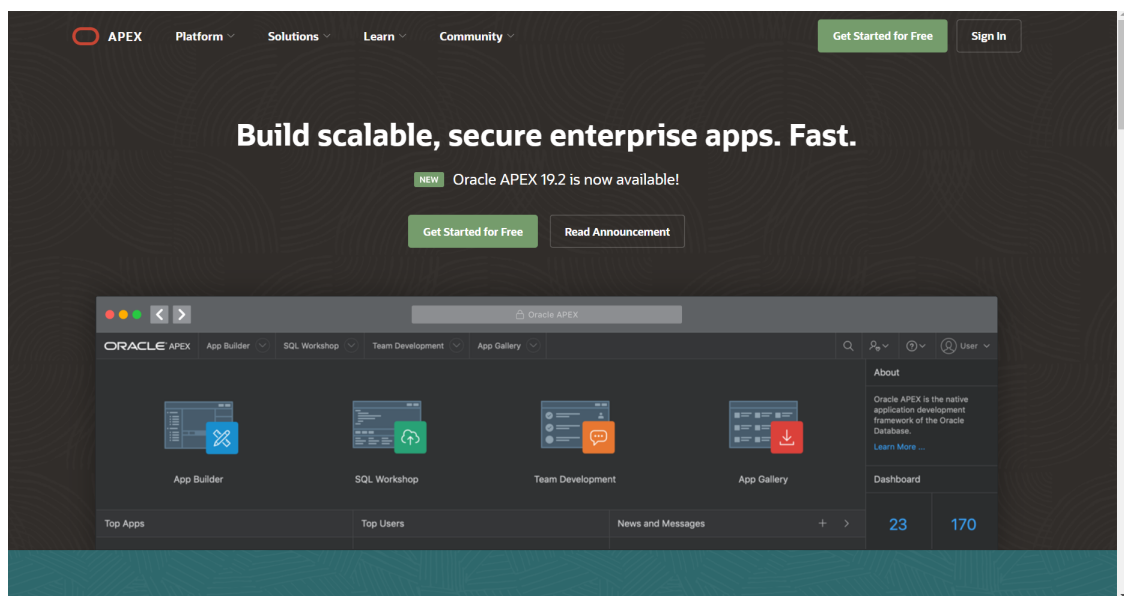 APEX Platform Solutions Learn Community Get Started for Free Sign In
Build scalable, secure enterprise apps. Fast.
NEW Oracle APEX 19.2 is now available!
Get Started for Free Read Announcement
Oracle APEX
ORACLE APEX App Builder SQL Workshop Team Development App Gallery User
About
Oracle APEX is the native
application development
framework of the Oracle
Database.
Learn More ...
App Builder SQL Workshop Team Development App Gallery Dashboard
Top Apps Top Users News and Messages 23 170